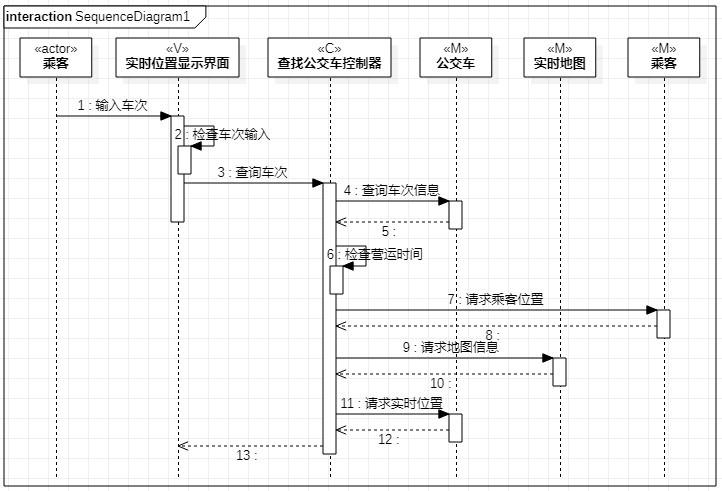 interaction SequenceDiagram1
«actor»
乘客
«V»
实时位置显示界面
«C»
查找公交车控制器
«M»
公交车
«M»
实时地图
«M»
乘客
1 : 输入车次
2 : 检查车次输入
3 : 查询车次
4 : 查询车次信息
5 :
6 : 检查营运时间
7 : 请求乘客位置
8 :
9 : 请求地图信息
10 :
11 : 请求实时位置
12 :
13 :